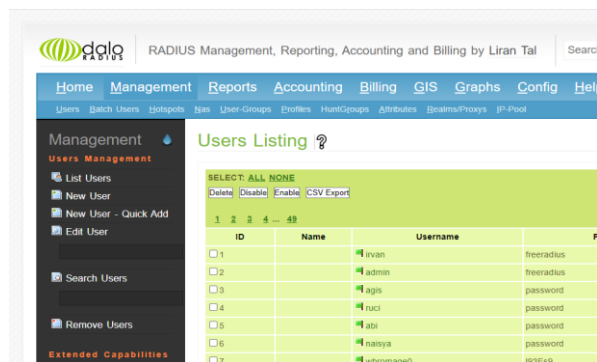 dalo
RADIUS
RADIUS Management, Reporting, Accounting and Billing by Liran Tal
Searc
Home Management Reports Accounting Billing GIS Graphs Config Help
Users Batch Users Hotspots Nas User-Groups Profiles HuntGroups Attributes Realms/Proxys IP-Pool
Management
Users Management
List Users
New User
New User - Quick Add
Edit User
Search Users
Remove Users
Extended Capabilities
Users Listing
SELECT: ALL NONE
Delete Disable Enable CSV Export
1 2 3 4 ... 49
ID Name Username
1 irvan freeradius
2 admin freeradius
3 agis password
4 ruci password
5 abi password
6 naisya password